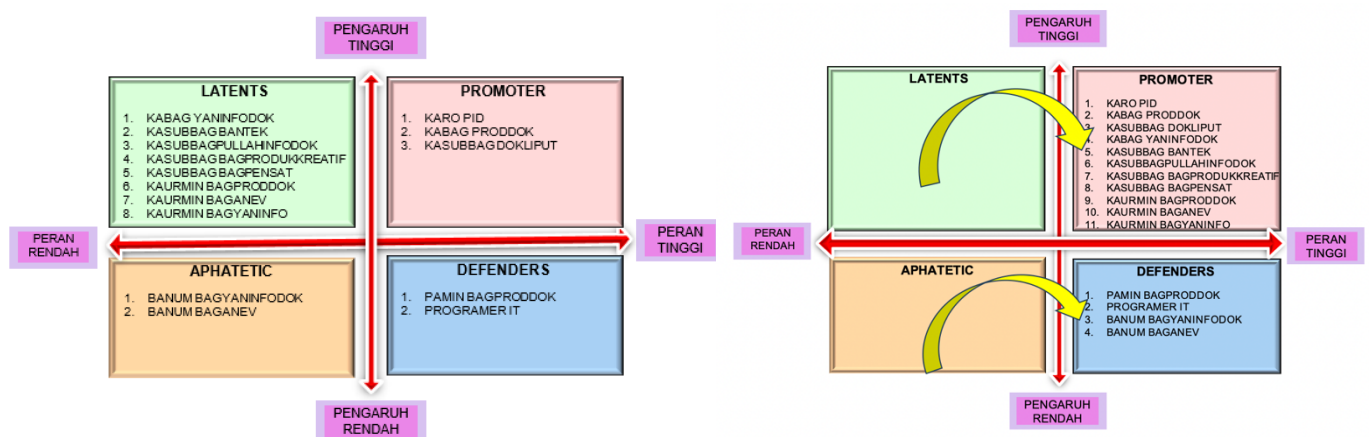 PENGARUH
TINGGI
LATENTS
1. KABAG YANINFODOK
2. KASUBBAG BANTEK
3. KASUBBAGPULLAHINFODOK
4. KASUBBAG BAGPRODUKKREATIF
5. KASUBBAG BAGPENSAT
6. KAURMIN BAGPRODDOK
7. KAURMIN BAGANEV
8. KAURMIN BAGYANINFO
PROMOTER
1. KARO PID
2. KABAG PRODDOK
3. KASUBBAG DOKLIPUT
PERAN
RENDAH
PERAN
TINGGI
APHATETIC
1. BANUM BAGYANINFODOK
2. BANUM BAGANEV
DEFENDERS
1. PAMIN BAGPRODDOK
2. PROGRAMER IT
PENGARUH
RENDAH
PENGARUH
TINGGI
LATENTS
PROMOTER
1. KARO PID
2. KABAG PRODDOK
3. KASUBBAG DOKLIPUT
4. KABAG YANINFODOK
5. KASUBBAG BANTEK
6. KASUBBAGPULLAHINFODOK
7. KASUBBAG BAGPRODUKKREATIF
8. KASUBBAG BAGPENSAT
9. KAURMIN BAGPRODDOK
10. KAURMIN BAGANEV
11. KAURMIN BAGYANINFO
PERAN
RENDAH
PERAN
TINGGI
APHATETIC
DEFENDERS
1. PAMIN BAGPRODDOK
2. PROGRAMER IT
3. BANUM BAGYANINFODOK
4. BANUM BAGANEV
PENGARUH
RENDAH